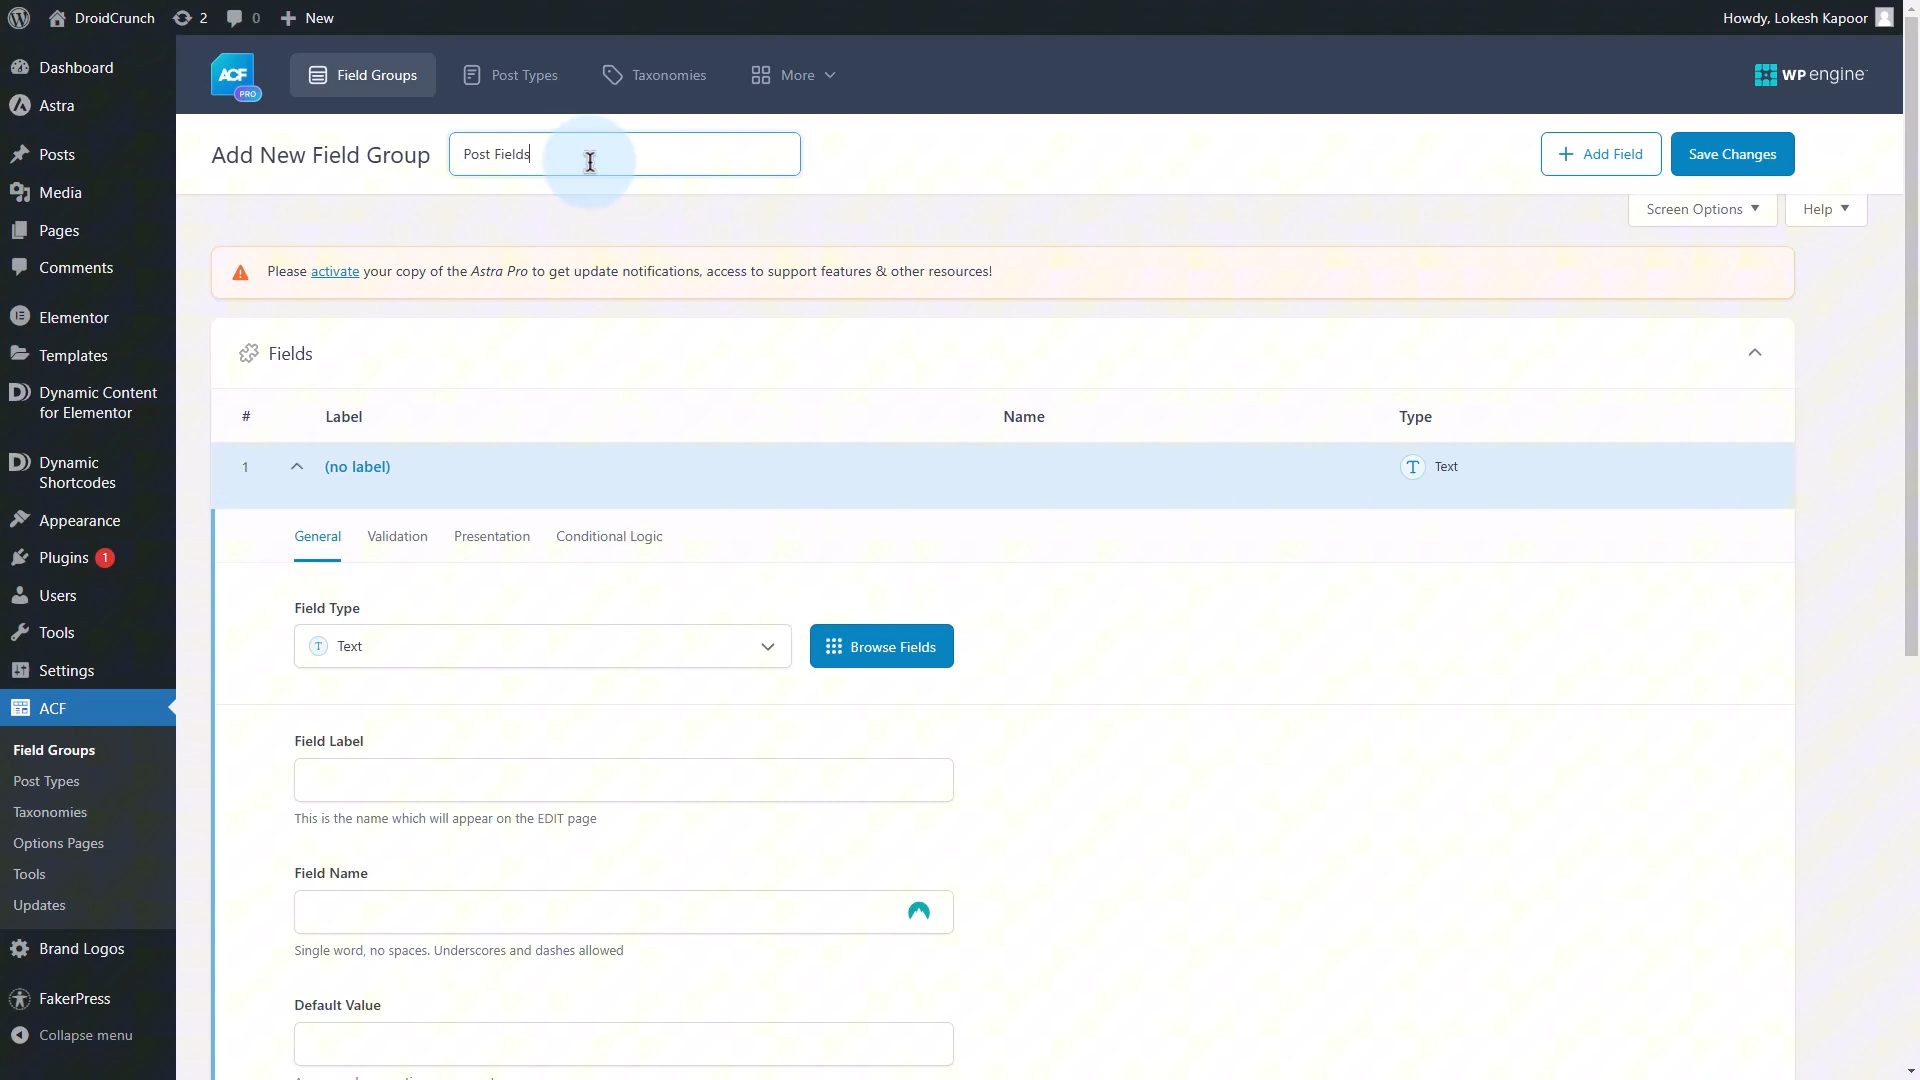 DroidCrunch
2
0
New
Howdy, Lokesh Kapoor
Dashboard
Astra
Posts
Media
Pages
Comments
Elementor
Templates
Dynamic Content
for Elementor
Dynamic
Shortcodes
Appearance
Plugins 1
Users
Tools
Settings
ACF
Field Groups
Post Types
Taxonomies
Options Pages
Tools
Updates
Brand Logos
FakerPress
Collapse menu
ACF
PRO
Field Groups
Post Types
Taxonomies
More
WP engine
Add New Field Group
Post Fields
Add Field
Save Changes
Screen Options
Help
Please activate your copy of the Astra Pro to get update notifications, access to support features & other resources!
Fields
# Label Name Type
1 (no label) T Text
General Validation Presentation Conditional Logic
Field Type
T Text
Browse Fields
Field Label
This is the name which will appear on the EDIT page
Field Name
Single word, no spaces. Underscores and dashes allowed
Default Value